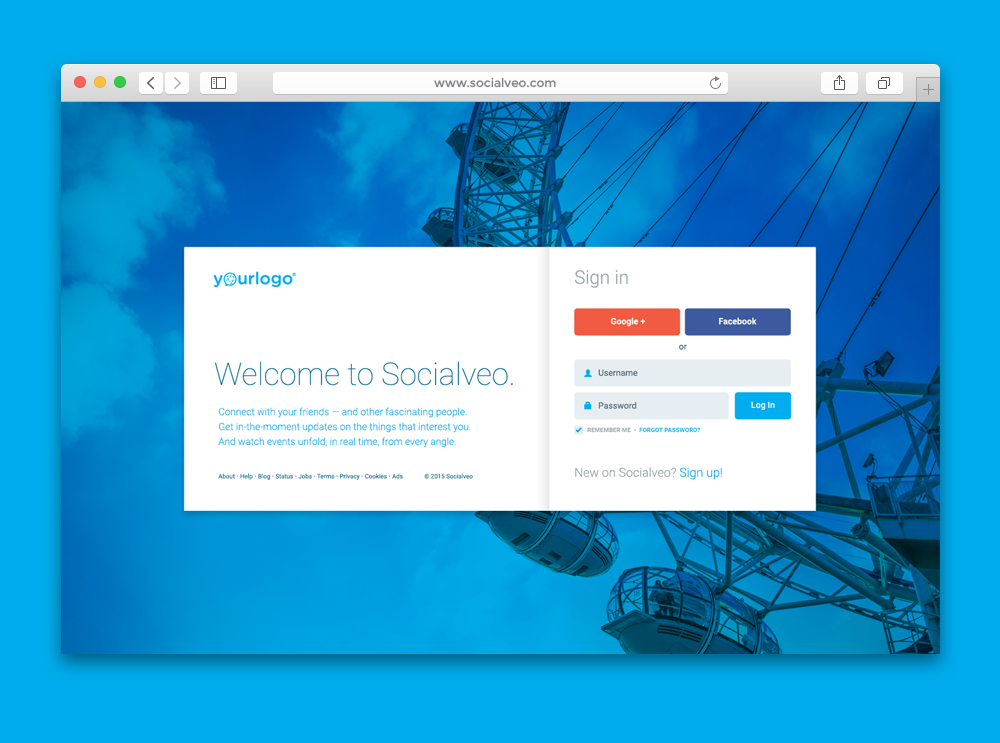 www.socialveo.com
yourlogo®
Welcome to Socialveo.
Connect with your friends — and other fascinating people.
Get in-the-moment updates on the things that interest you.
And watch events unfold, in real time, from every angle.
About · Help · Blog · Status · Jobs · Terms · Privacy · Cookies · Ads © 2015 Socialveo
Sign in
Google + Facebook
or
Username
Password Log In
REMEMBER ME · FORGOT PASSWORD?
New on Socialveo? Sign up!